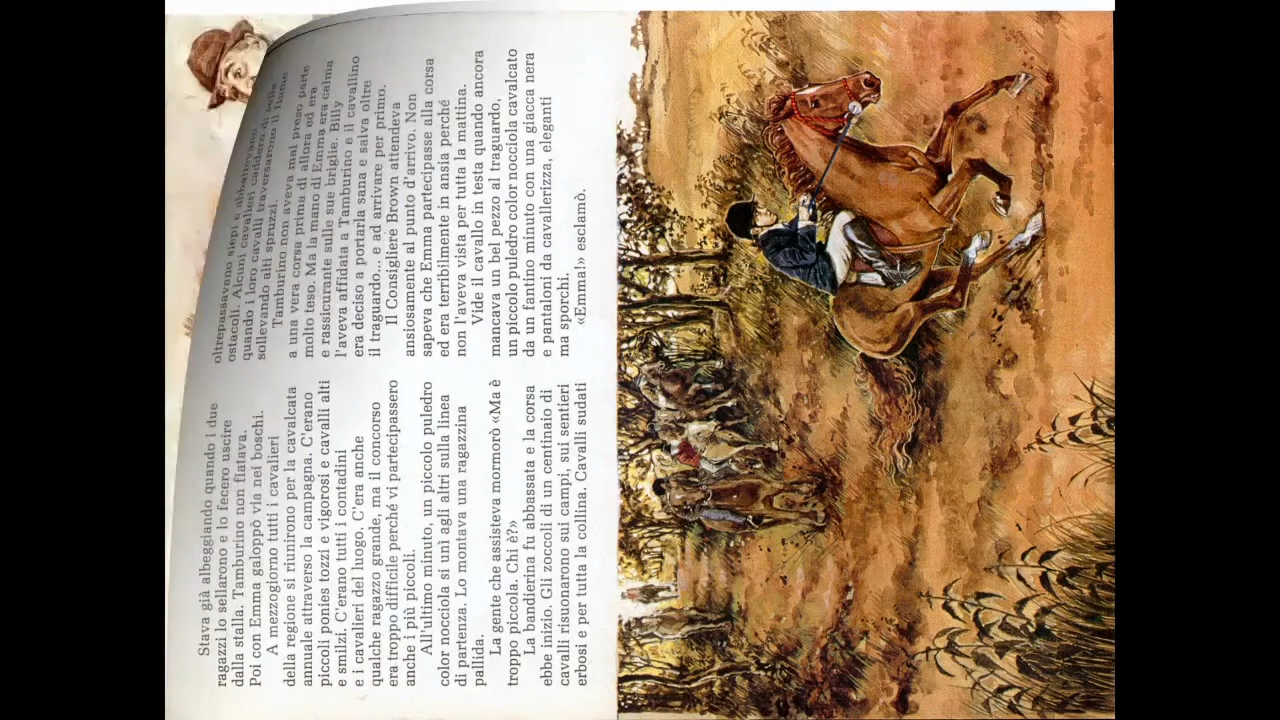 Stava già albeggiando quando i due
ragazzi lo sellarono e lo fecero uscire
dalla stalla. Tamburino non fiatava.
Poi con Emma galoppò via nei boschi.
A mezzogiorno tutti i cavalieri
della regione si riunirono per la cavalcata
annuale attraverso la campagna. C'erano
piccoli ponies tozzi e vigorosi e cavalli alti
e smilzi. C'erano tutti i contadini
e i cavalieri del luogo. C'era anche
qualche ragazzo grande, ma il concorso
era troppo difficile perché vi partecipassero
anche i più piccoli.
All'ultimo minuto, un piccolo puledro
color nocciola si unì agli altri sulla linea
di partenza. Lo montava una ragazzina
pallida.
La gente che assisteva mormorò «Ma è
troppo piccola. Chi è?»
La bandierina fu abbassata e la corsa
ebbe inizio. Gli zoccoli di un centinaio di
cavalli risuonarono sui campi, sui sentieri
erbosi e per tutta la collina. Cavalli sudati
oltrepassavano siepi e abbattevano
ostacoli. Alcuni cavalieri caddero di sella
quando i loro cavalli traversarono il fiume
sollevando alti spruzzi.
Tamburino non aveva mai preso parte
a una vera corsa prima di allora ed era
molto teso. Ma la mano di Emma era calma
e rassicurante sulle sue briglie. Billy
l'aveva affidata a Tamburino e il cavallino
era deciso a portarla sana e salva oltre
il traguardo... e ad arrivare per primo.
Il Consigliere Brown attendeva
ansiosamente al punto d'arrivo. Non
sapeva che Emma partecipasse alla corsa
ed era terribilmente in ansia perché
non l'aveva vista per tutta la mattina.
Vide il cavallo in testa quando ancora
mancava un bel pezzo al traguardo,
un piccolo puledro color nocciola cavalcato
da un fantino minuto con una giacca nera
e pantaloni da cavallerizza, eleganti
ma sporchi.
«Emma!» esclamò.